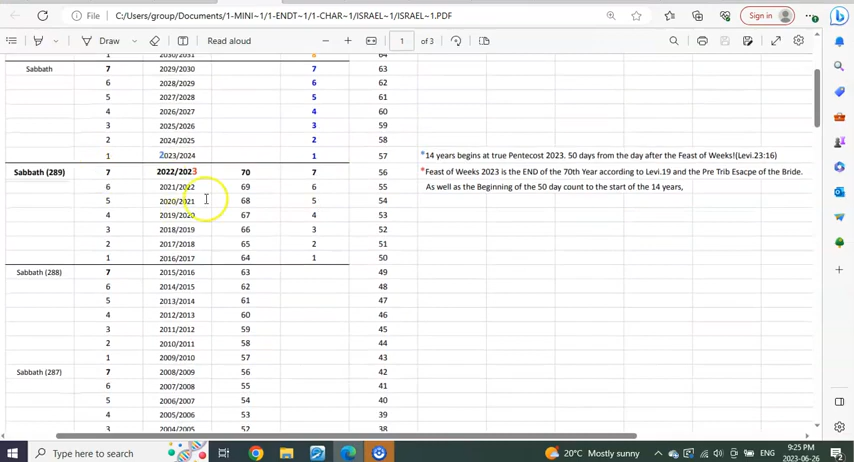 File C:/Users/group/Documents/1-MINI~1/1-ENDT~1/1-CHAR~1/ISRAEL~1/ISRAEL~1.PDF Sign in
Draw Read aloud 1 of 3
1 2030/2031 8 64
Sabbath 7 2029/2030 7 63
6 2028/2029 6 62
5 2027/2028 5 61
4 2026/2027 4 60
3 2025/2026 3 59
2 2024/2025 2 58
1 2023/2024 1 57 *14 years begins at true Pentecost 2023. 50 days from the day after the Feast of Weeks!(Levi.23:16)
Sabbath (289) 7 2022/2023 70 7 56 *Feast of Weeks 2023 is the END of the 70th Year according to Levi.19 and the Pre Trib Esacpe of the Bride.
6 2021/2022 69 6 55 As well as the Beginning of the 50 day count to the start of the 14 years,
5 2020/2021 68 5 54
4 2019/2020 67 4 53
3 2018/2019 66 3 52
2 2017/2018 65 2 51
1 2016/2017 64 1 50
Sabbath (288) 7 2015/2016 63 49
6 2014/2015 62 48
5 2013/2014 61 47
4 2012/2013 60 46
3 2011/2012 59 45
2 2010/2011 58 44
1 2009/2010 57 43
Sabbath (287) 7 2008/2009 56 42
6 2007/2008 55 41
5 2006/2007 54 40
4 2005/2006 53 39
3 2004/2005 52 38
Type here to search 20°C Mostly sunny ENG 9:25 PM
2023-06-26